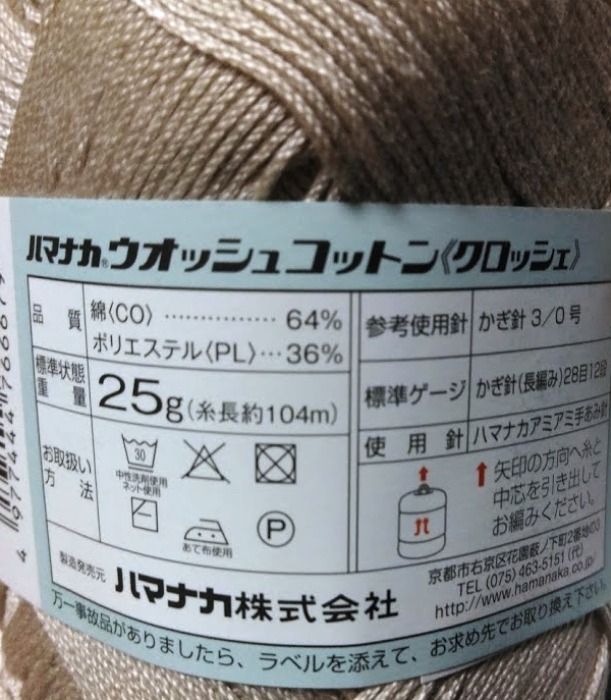 ハマナカ®ウオッシュコットン《クロッシェ》
品質
綿〈CO〉 …………… 64%
ポリエステル〈PL〉… 36%
標準状態重量
25g(糸長約104m)
お取扱い方法
30
中性洗剤使用
ネット使用
あて布使用
P
参考使用針 かぎ針 3/0 号
標準ゲージ かぎ針(長編み)28目12段
使用針 ハマナカアミアミ手あみ針
矢印の方向へ糸と
中芯を引き出して
お編みください。
製造発売元 ハマナカ株式会社
京都市右京区花園薮ノ下町2番地の3
TEL (075) 463-5151 (代)
http://www.hamanaka.co.jp/
万一事故品がありましたら、ラベルを添えて、お求め先でお取り換え下さい